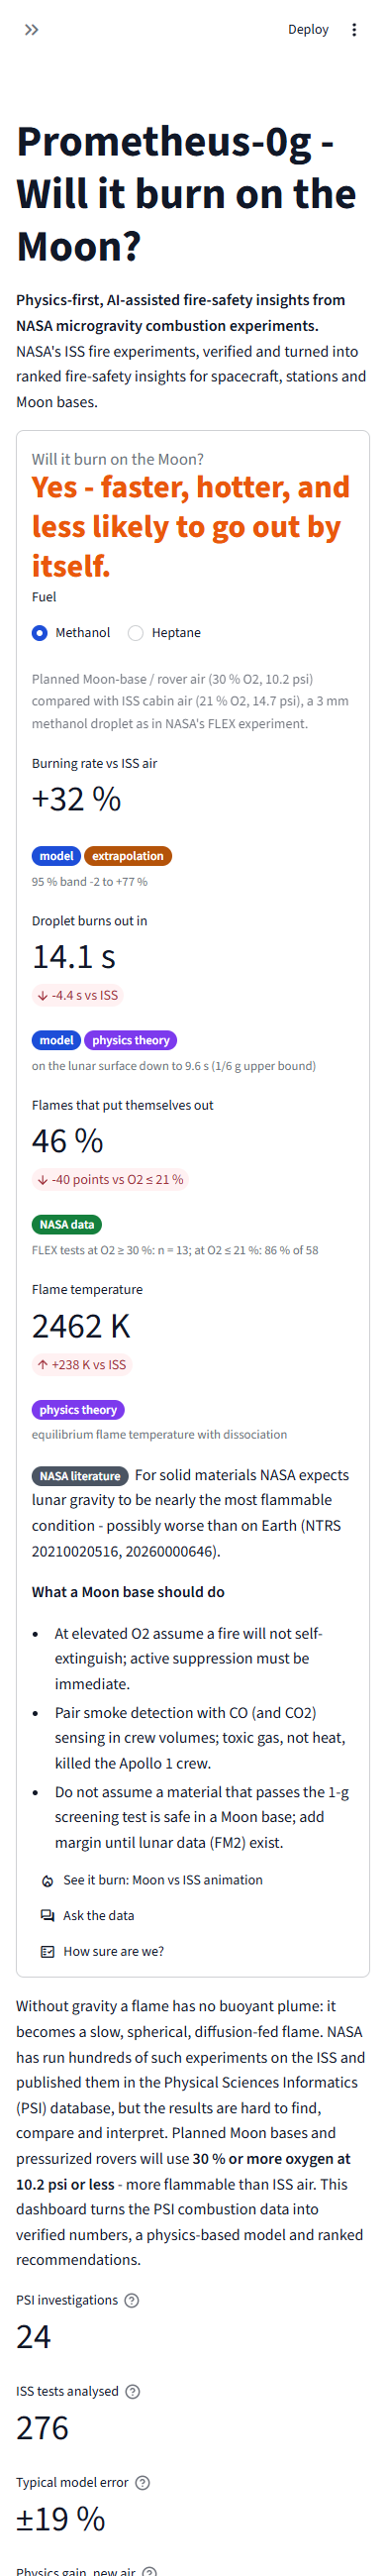 Deploy
Prometheus-0g -
Will it burn on the
Moon?
Physics-first, AI-assisted fire-safety insights from
NASA microgravity combustion experiments.
NASA's ISS fire experiments, verified and turned into
ranked fire-safety insights for spacecraft, stations and
Moon bases.
Will it burn on the Moon?
Yes - faster, hotter, and
less likely to go out by
itself.
Fuel
Methanol Heptane
Planned Moon-base / rover air (30 % O2, 10.2 psi)
compared with ISS cabin air (21 % O2, 14.7 psi), a 3 mm
methanol droplet as in NASA's FLEX experiment.
Burning rate vs ISS air
+32 %
model extrapolation
95 % band -2 to +77 %
Droplet burns out in
14.1 s
↓ -4.4 s vs ISS
model physics theory
on the lunar surface down to 9.6 s (1/6 g upper bound)
Flames that put themselves out
46 %
↓ -40 points vs O2 ≤ 21 %
NASA data
FLEX tests at O2 ≥ 30 %: n = 13; at O2 ≤ 21 %: 86 % of 58
Flame temperature
2462 K
↑ +238 K vs ISS
physics theory
equilibrium flame temperature with dissociation
NASA literature For solid materials NASA expects
lunar gravity to be nearly the most flammable
condition - possibly worse than on Earth (NTRS
20210020516, 20260000646).
What a Moon base should do
• At elevated O2 assume a fire will not self-
extinguish; active suppression must be
immediate.
• Pair smoke detection with CO (and CO2)
sensing in crew volumes; toxic gas, not heat,
killed the Apollo 1 crew.
• Do not assume a material that passes the 1-g
screening test is safe in a Moon base; add
margin until lunar data (FM2) exist.
See it burn: Moon vs ISS animation
Ask the data
How sure are we?
Without gravity a flame has no buoyant plume: it
becomes a slow, spherical, diffusion-fed flame. NASA
has run hundreds of such experiments on the ISS and
published them in the Physical Sciences Informatics
(PSI) database, but the results are hard to find,
compare and interpret. Planned Moon bases and
pressurized rovers will use 30 % or more oxygen at
10.2 psi or less - more flammable than ISS air. This
dashboard turns the PSI combustion data into
verified numbers, a physics-based model and ranked
recommendations.
PSI investigations
24
ISS tests analysed
276
Typical model error
±19 %
Physics gain, new air